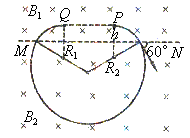 B₁ Q P
h
M 60° N
R₁ R₂
B₂